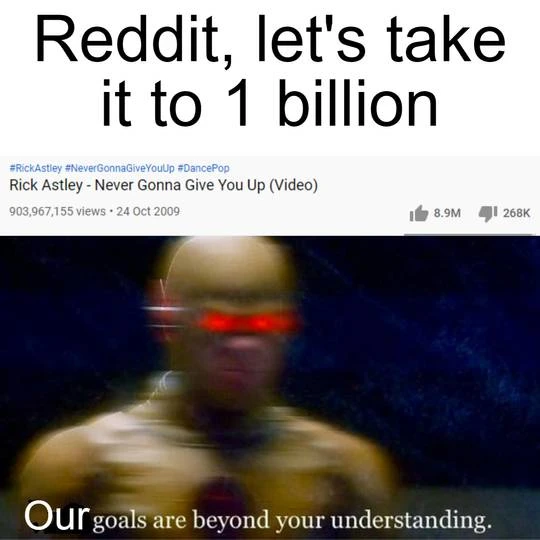 Reddit, let's take
it to 1 billion
#RickAstley #NeverGonnaGiveYouUp #DancePop
Rick Astley - Never Gonna Give You Up (Video)
903,967,155 views • 24 Oct 2009
8.9M 268K
Our goals are beyond your understanding.